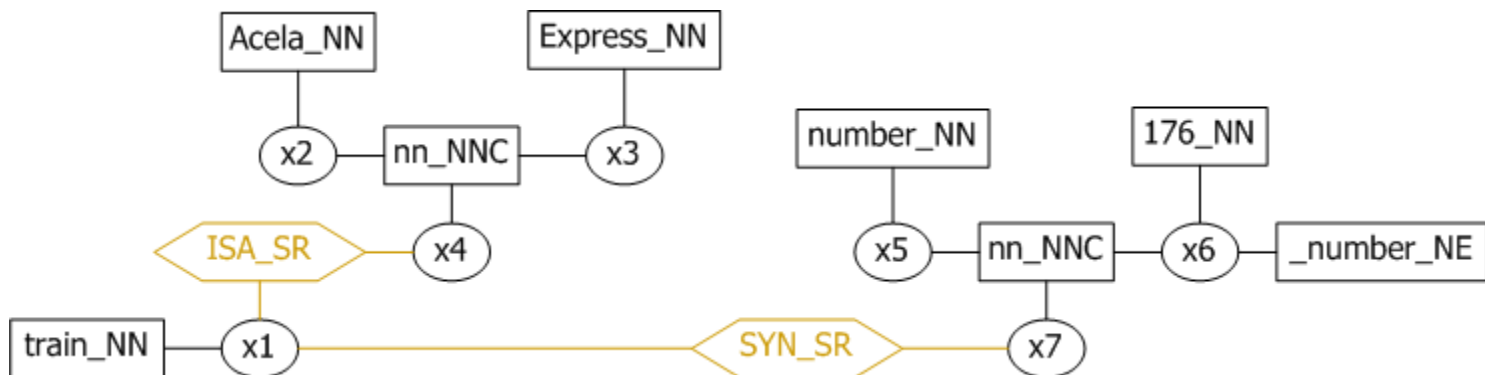 Acela_NN Express_NN
number_NN 176_NN
x2 nn_NNC x3
ISA_SR x4 x5 nn_NNC x6 _number_NE
train_NN x1 SYN_SR x7